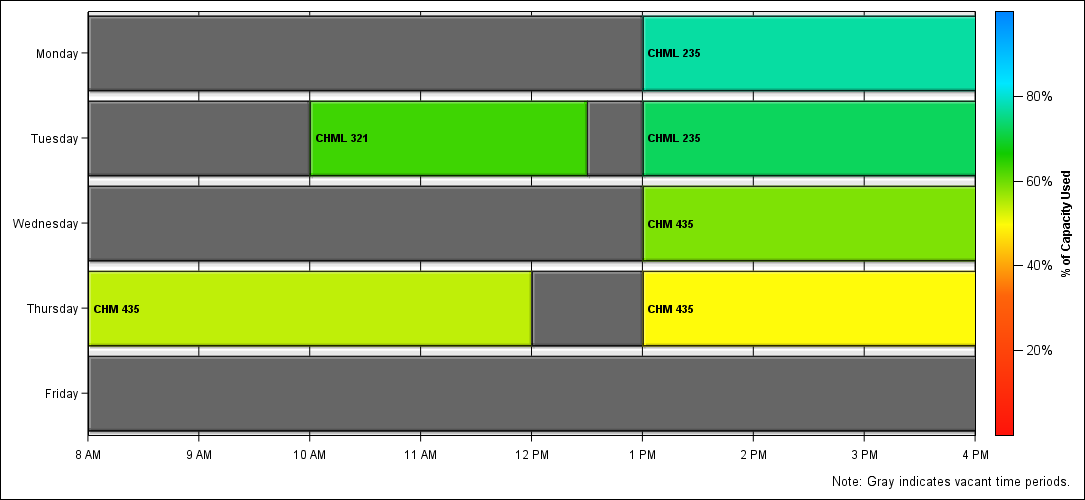 Monday
CHML 235
Tuesday
CHML 321
CHML 235
Wednesday
CHM 435
Thursday
CHM 435
CHM 435
Friday
8 AM
9 AM
10 AM
11 AM
12 PM
1 PM
2 PM
3 PM
4 PM
80%
60%
40%
20%
% of Capacity Used
Note: Gray indicates vacant time periods.